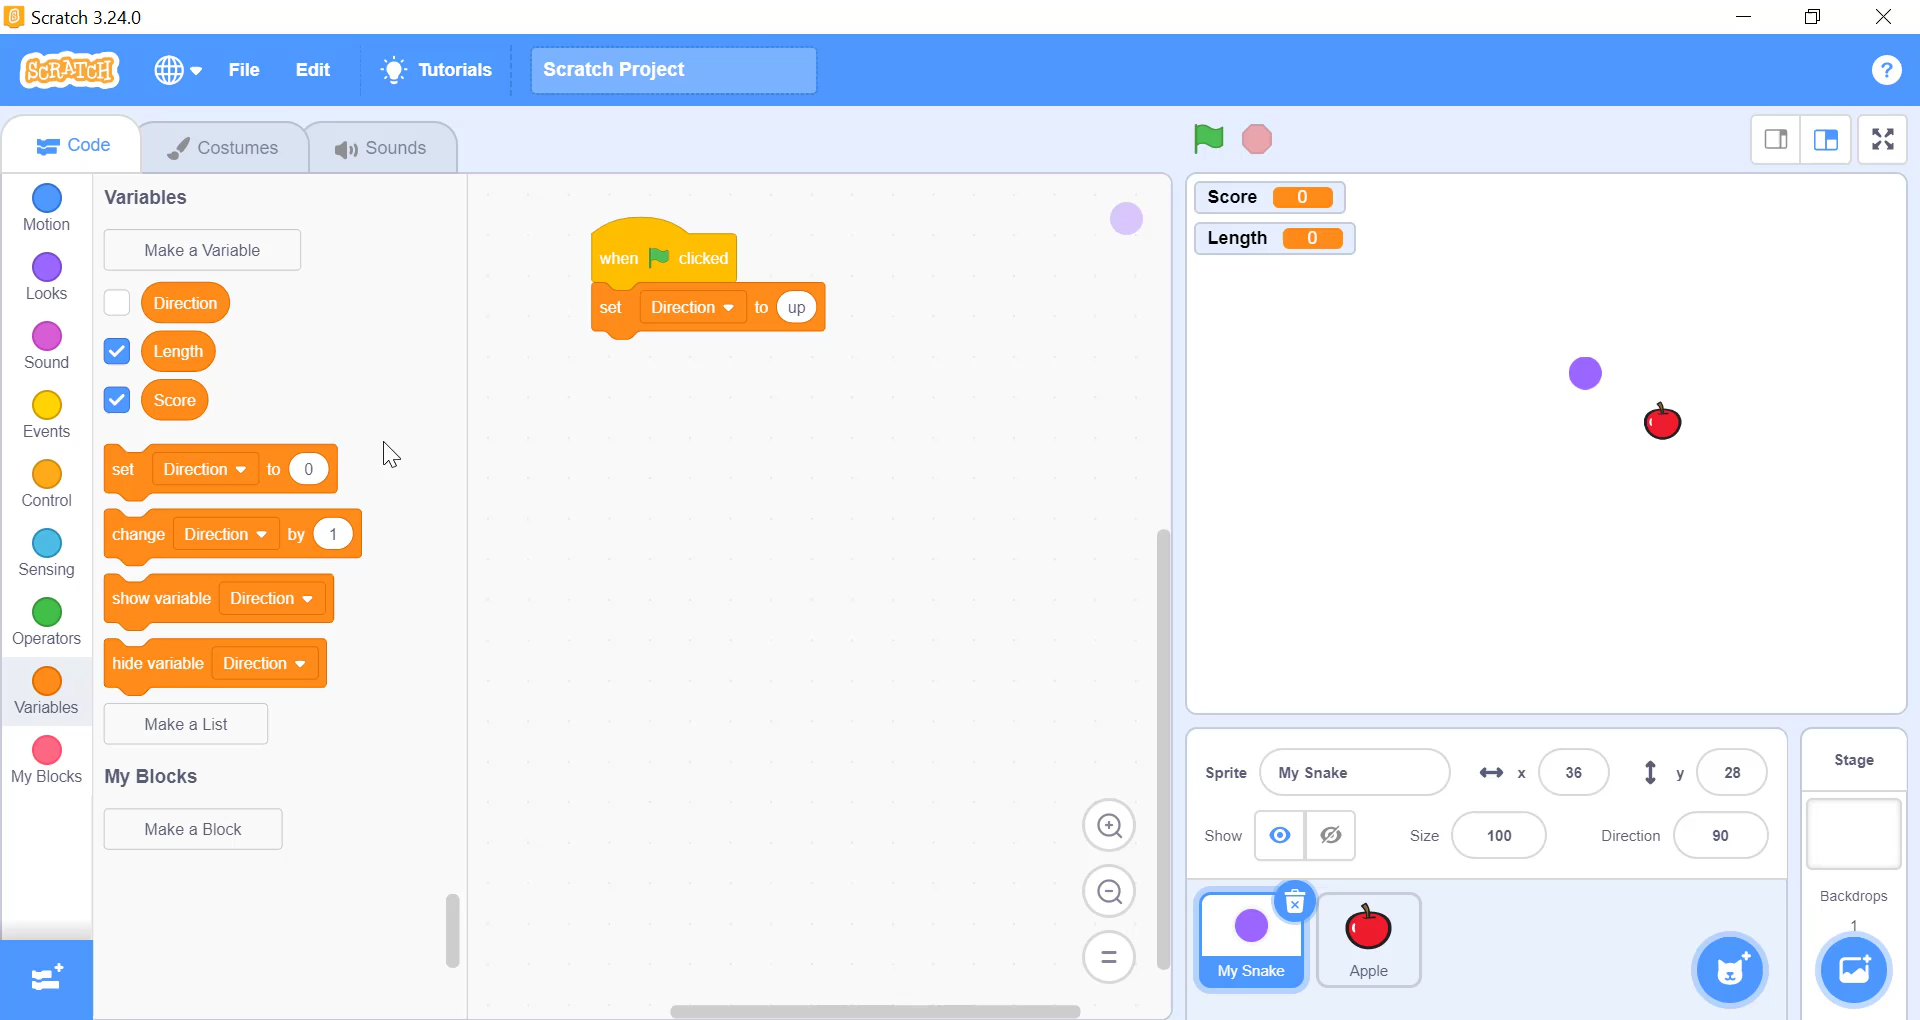 Scratch 3.24.0
SCRATCH File Edit Tutorials Scratch Project ?
Code Costumes Sounds
Motion
Looks
Sound
Events
Control
Sensing
Operators
Variables
My Blocks
Variables
Make a Variable
Direction
Length
Score
set Direction to 0
change Direction by 1
show variable Direction
hide variable Direction
Make a List
My Blocks
Make a Block
when clicked
set Direction to up
Score 0
Length 0
Sprite My Snake x 36 y 28
Show Size 100 Direction 90
My Snake
Apple
Stage
Backdrops
1